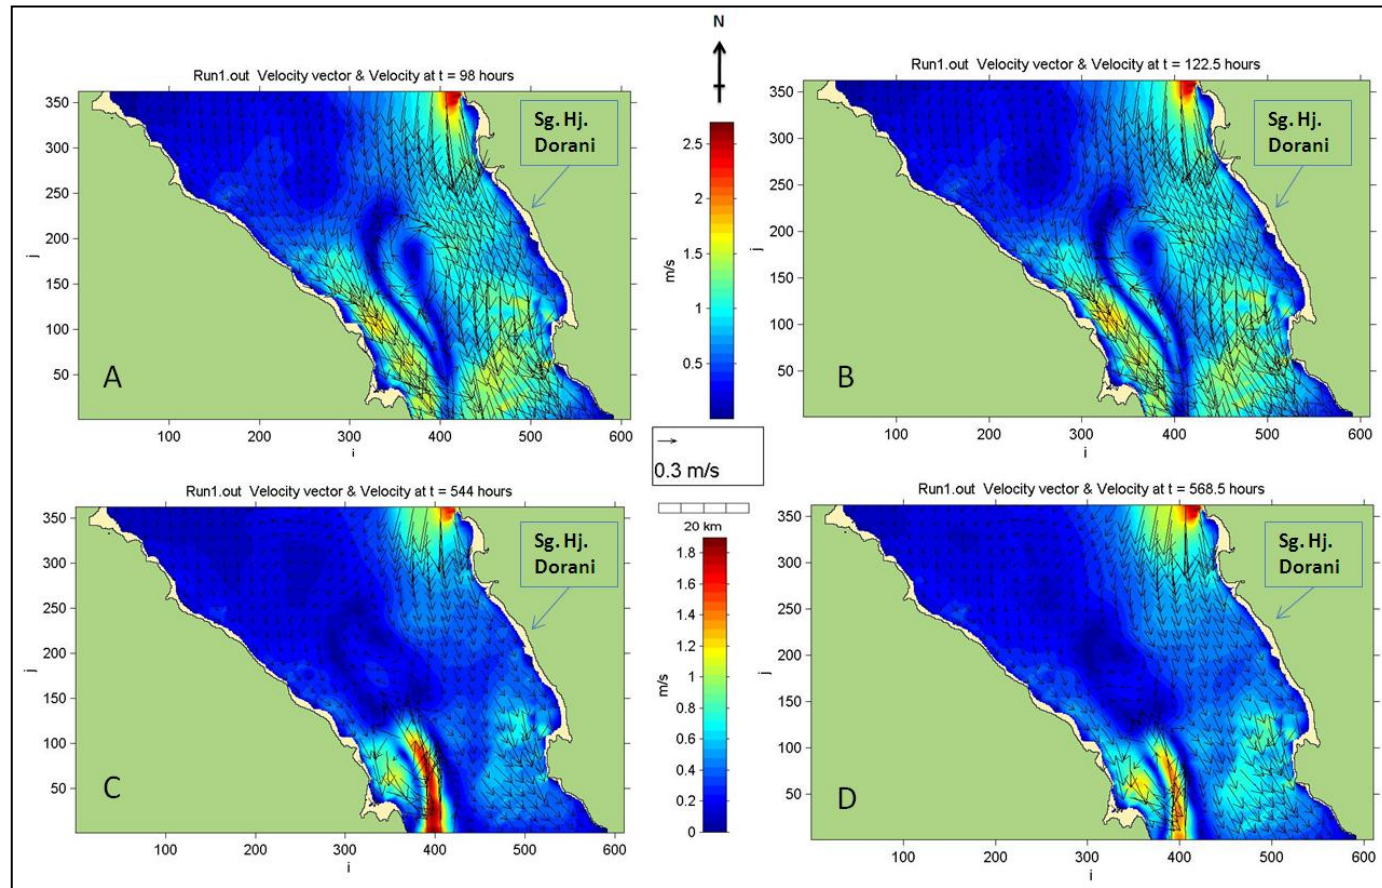 N
Run1.out  Velocity vector & Velocity at t = 98 hours
350
300
250
200
150
100
50
j
100
200
300
400
500
600
i
Sg. Hj.
Dorani
A
2.5
2
1.5
1
0.5
m/s
0.3 m/s
Run1.out  Velocity vector & Velocity at t = 122.5 hours
350
300
250
200
150
100
50
j
100
200
300
400
500
600
i
Sg. Hj.
Dorani
B
Run1.out  Velocity vector & Velocity at t = 544 hours
350
300
250
200
150
100
50
j
100
200
300
400
500
600
i
Sg. Hj.
Dorani
C
20 km
1.8
1.6
1.4
1.2
1
0.8
0.6
0.4
0.2
0
m/s
Run1.out  Velocity vector & Velocity at t = 568.5 hours
350
300
250
200
150
100
50
j
100
200
300
400
500
600
i
Sg. Hj.
Dorani
D